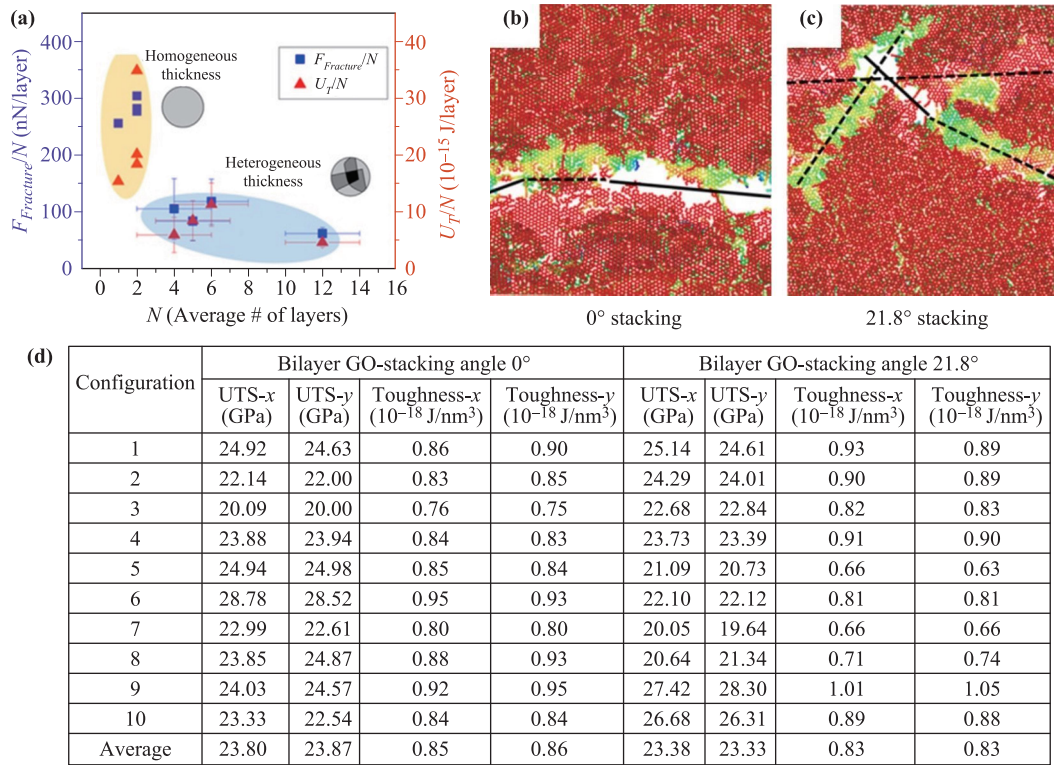 (a)
F_Fracture/N (nN/layer)
400
300
200
100
0
Homogeneous
thickness
F_Fracture/N
U_T/N
Heterogeneous
thickness
40
30
20
10
0
U_T/N (10⁻¹⁵ J/layer)
0 2 4 6 8 10 12 14 16
N (Average # of layers)
(b)
0° stacking
(c)
21.8° stacking
(d)
Configuration Bilayer GO-stacking angle 0° Bilayer GO-stacking angle 21.8°
UTS-x UTS-y Toughness-x Toughness-y UTS-x UTS-y Toughness-x Toughness-y
(GPa) (GPa) (10⁻¹⁸ J/nm³) (10⁻¹⁸ J/nm³) (GPa) (GPa) (10⁻¹⁸ J/nm³) (10⁻¹⁸ J/nm³)
1 24.92 24.63 0.86 0.90 25.14 24.61 0.93 0.89
2 22.14 22.00 0.83 0.85 24.29 24.01 0.90 0.89
3 20.09 20.00 0.76 0.75 22.68 22.84 0.82 0.83
4 23.88 23.94 0.84 0.83 23.73 23.39 0.91 0.90
5 24.94 24.98 0.85 0.84 21.09 20.73 0.66 0.63
6 28.78 28.52 0.95 0.93 22.10 22.12 0.81 0.81
7 22.99 22.61 0.80 0.80 20.05 19.64 0.66 0.66
8 23.85 24.87 0.88 0.93 20.64 21.34 0.71 0.74
9 24.03 24.57 0.92 0.95 27.42 28.30 1.01 1.05
10 23.33 22.54 0.84 0.84 26.68 26.31 0.89 0.88
Average 23.80 23.87 0.85 0.86 23.38 23.33 0.83 0.83